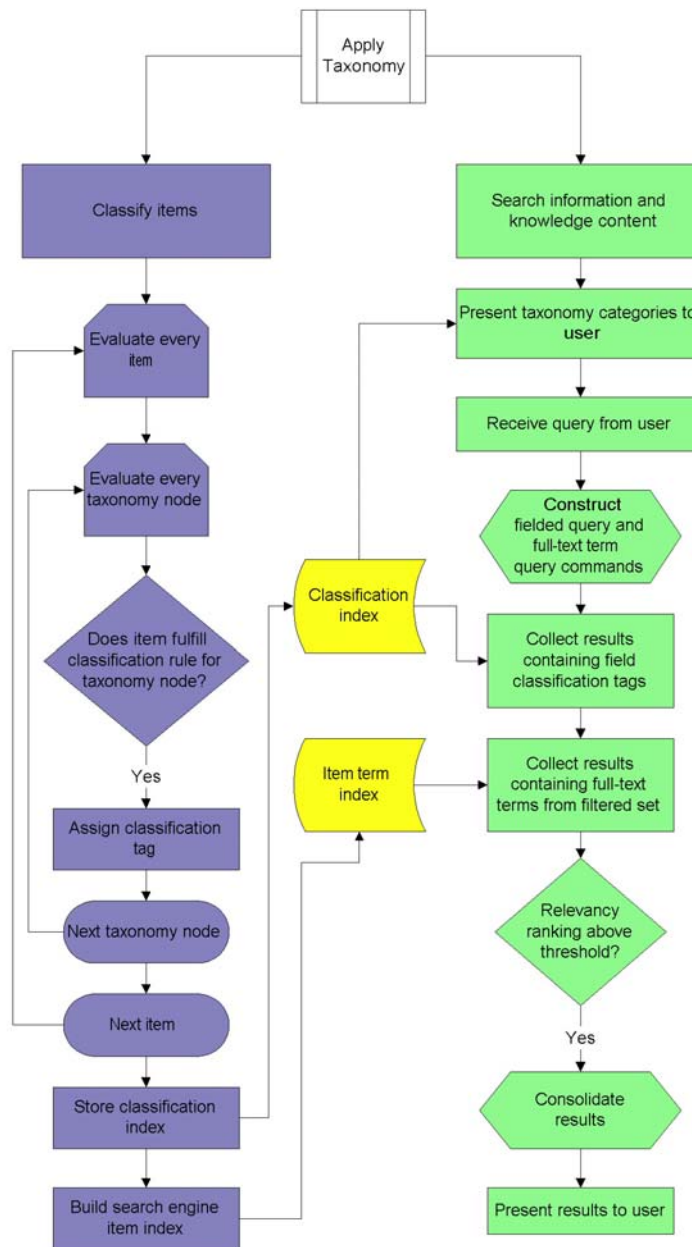 Apply
Taxonomy
Classify items
Evaluate every
item
Evaluate every
taxonomy node
Does item fulfill
classification rule for
taxonomy node?
Yes
Assign classification
tag
Next taxonomy node
Next item
Store classification
index
Build search engine
item index
Classification
index
Item term
index
Search information and
knowledge content
Present taxonomy categories to
user
Receive query from user
Construct
fielded query and
full-text term
query commands
Collect results
containing field
classification tags
Collect results
containing full-text
terms from filtered set
Relevancy
ranking above
threshold?
Yes
Consolidate
results
Present results to user